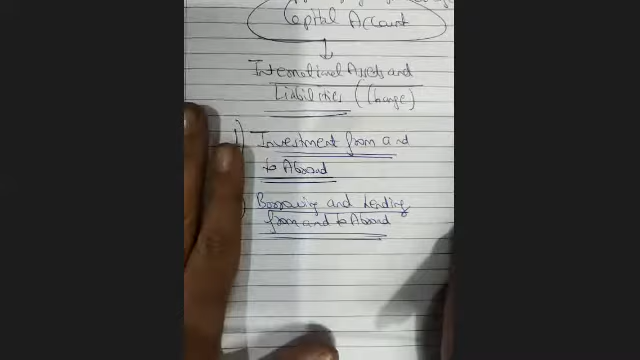 Capital Account
International Assets and
Liabilities (Change)
1) Investment from and
to Abroad
) Borrowing and Lending
from and to Abroad